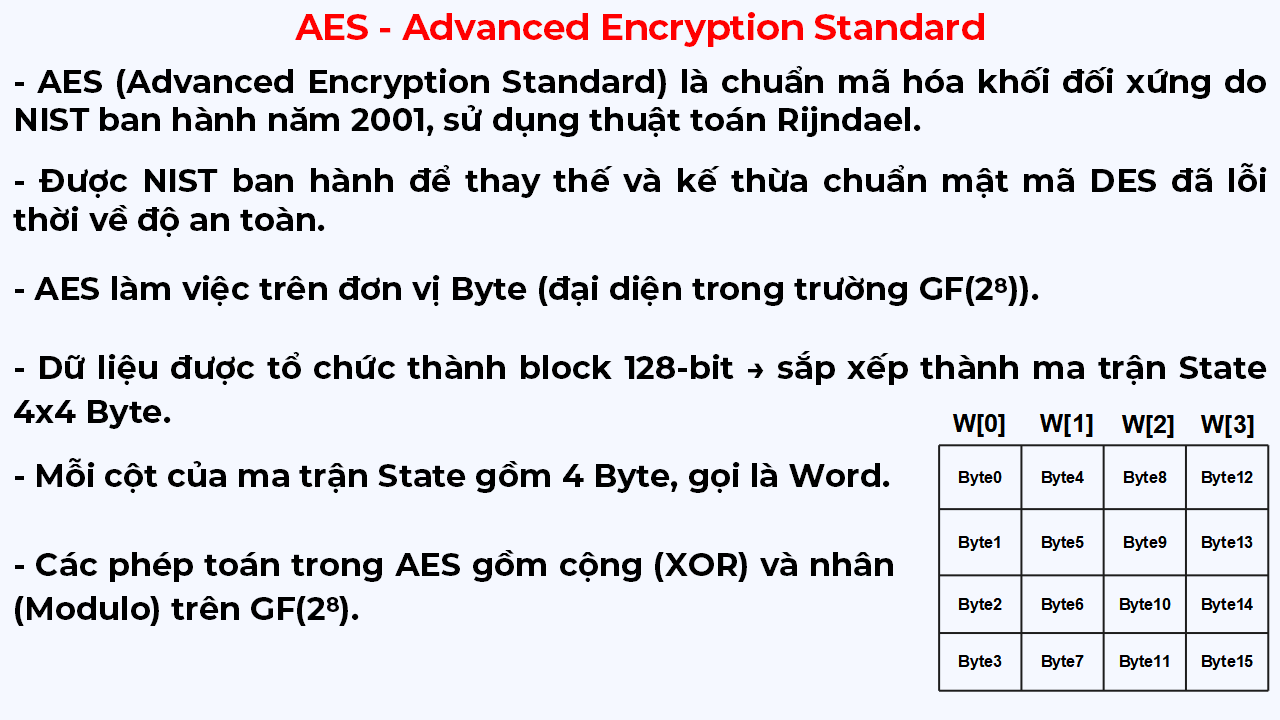 AES - Advanced Encryption Standard
- AES (Advanced Encryption Standard) là chuẩn mã hóa khối đối xứng do
NIST ban hành năm 2001, sử dụng thuật toán Rijndael.
- Được NIST ban hành để thay thế và kế thừa chuẩn mật mã DES đã lỗi
thời về độ an toàn.
- AES làm việc trên đơn vị Byte (đại diện trong trường GF(2⁸)).
- Dữ liệu được tổ chức thành block 128-bit → sắp xếp thành ma trận State
4x4 Byte.
- Mỗi cột của ma trận State gồm 4 Byte, gọi là Word.
- Các phép toán trong AES gồm cộng (XOR) và nhân
(Modulo) trên GF(2⁸).
W[0] W[1] W[2] W[3]
Byte0 Byte4 Byte8 Byte12
Byte1 Byte5 Byte9 Byte13
Byte2 Byte6 Byte10 Byte14
Byte3 Byte7 Byte11 Byte15